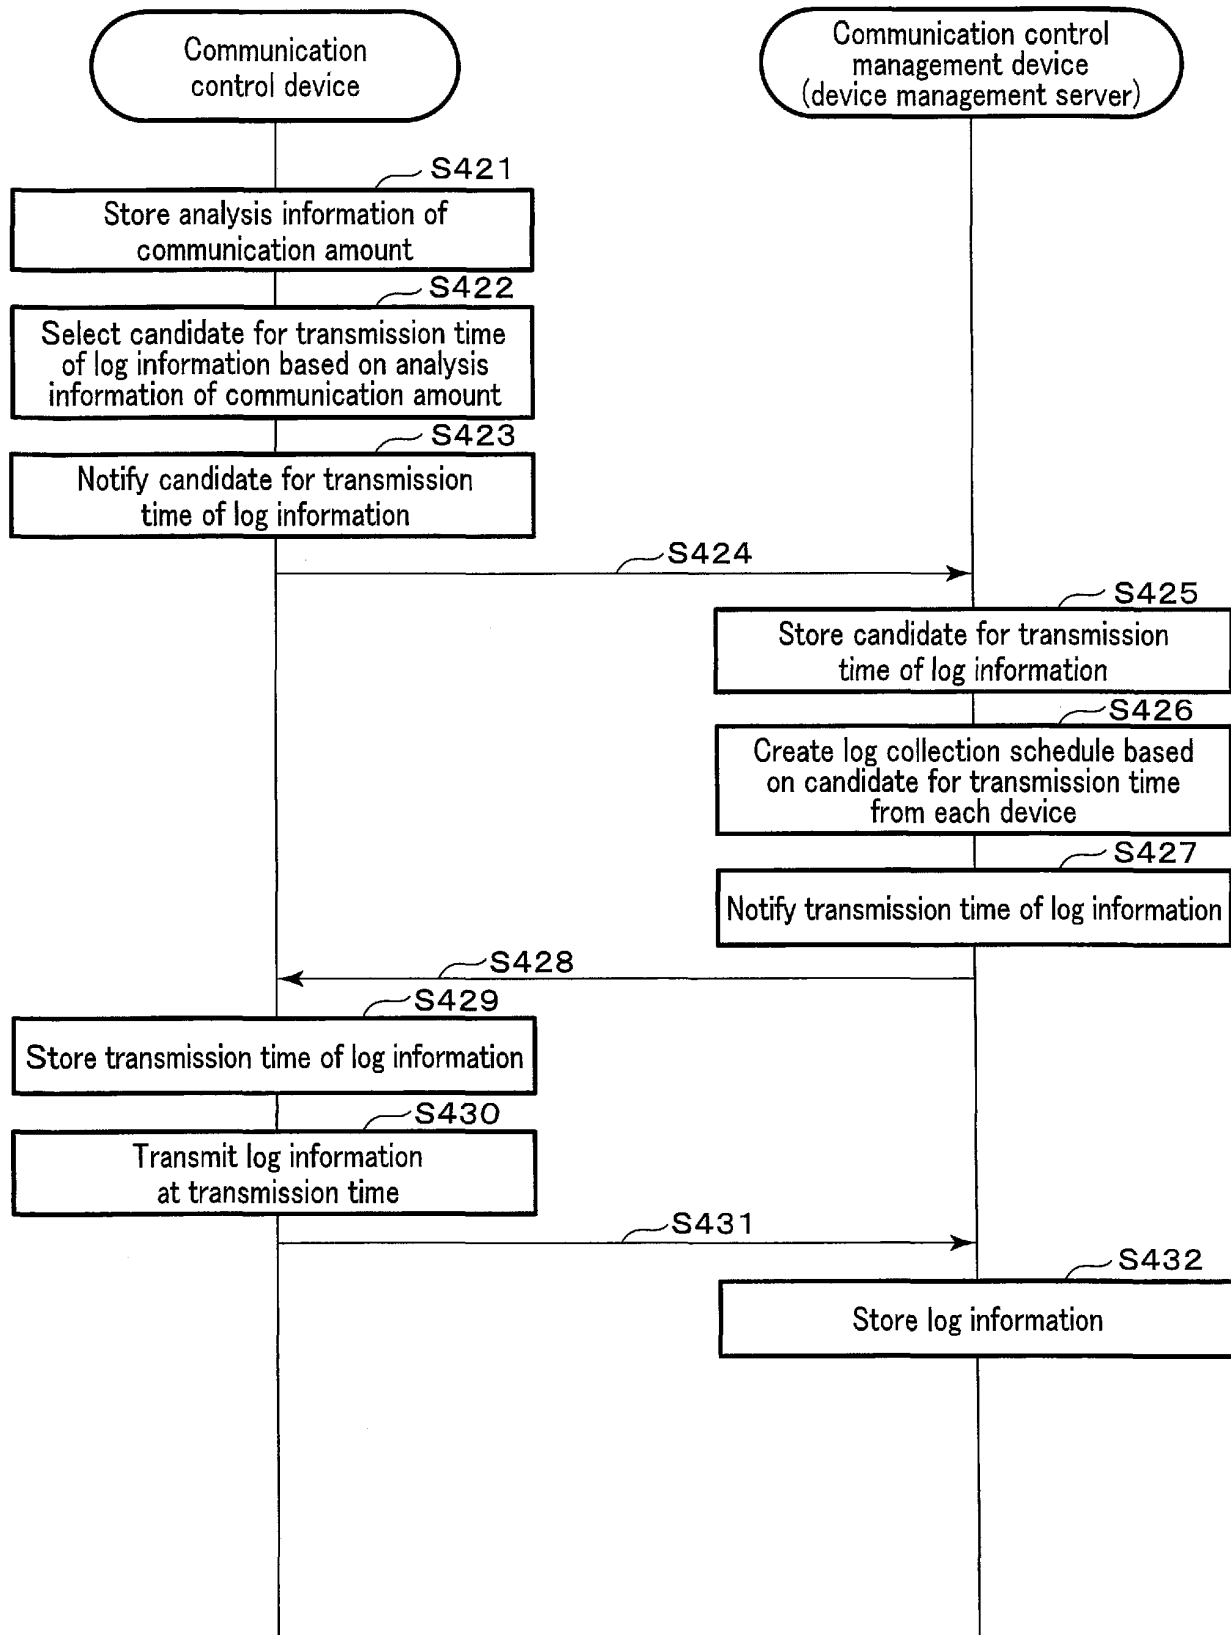 Communication
control device
Communication control
management device
(device management server)
S421
Store analysis information of
communication amount
S422
Select candidate for transmission time
of log information based on analysis
information of communication amount
S423
Notify candidate for transmission
time of log information
S424
S425
Store candidate for transmission
time of log information
S426
Create log collection schedule based
on candidate for transmission time
from each device
S427
Notify transmission time of log information
S428
S429
Store transmission time of log information
S430
Transmit log information
at transmission time
S431
S432
Store log information